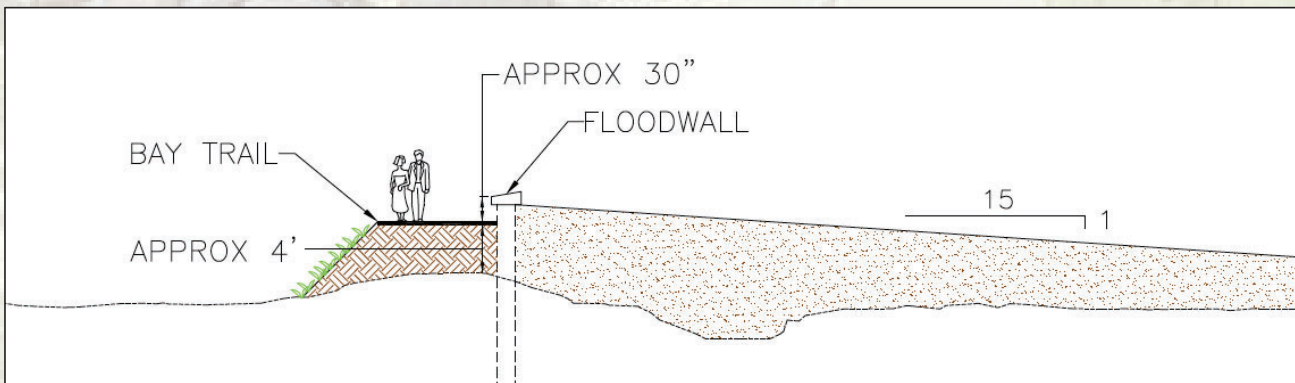 APPROX 30”
FLOODWALL
BAY TRAIL
15
1
APPROX 4'